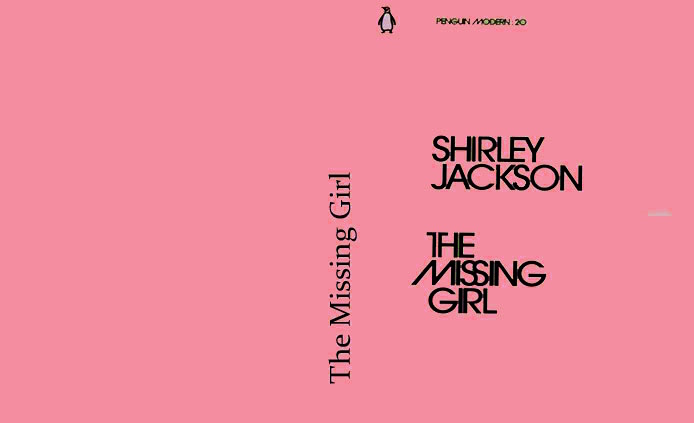 PENGUIN MODERN : 20
SHIRLEY
JACKSON
THE
MISSING
GIRL
The Missing Girl